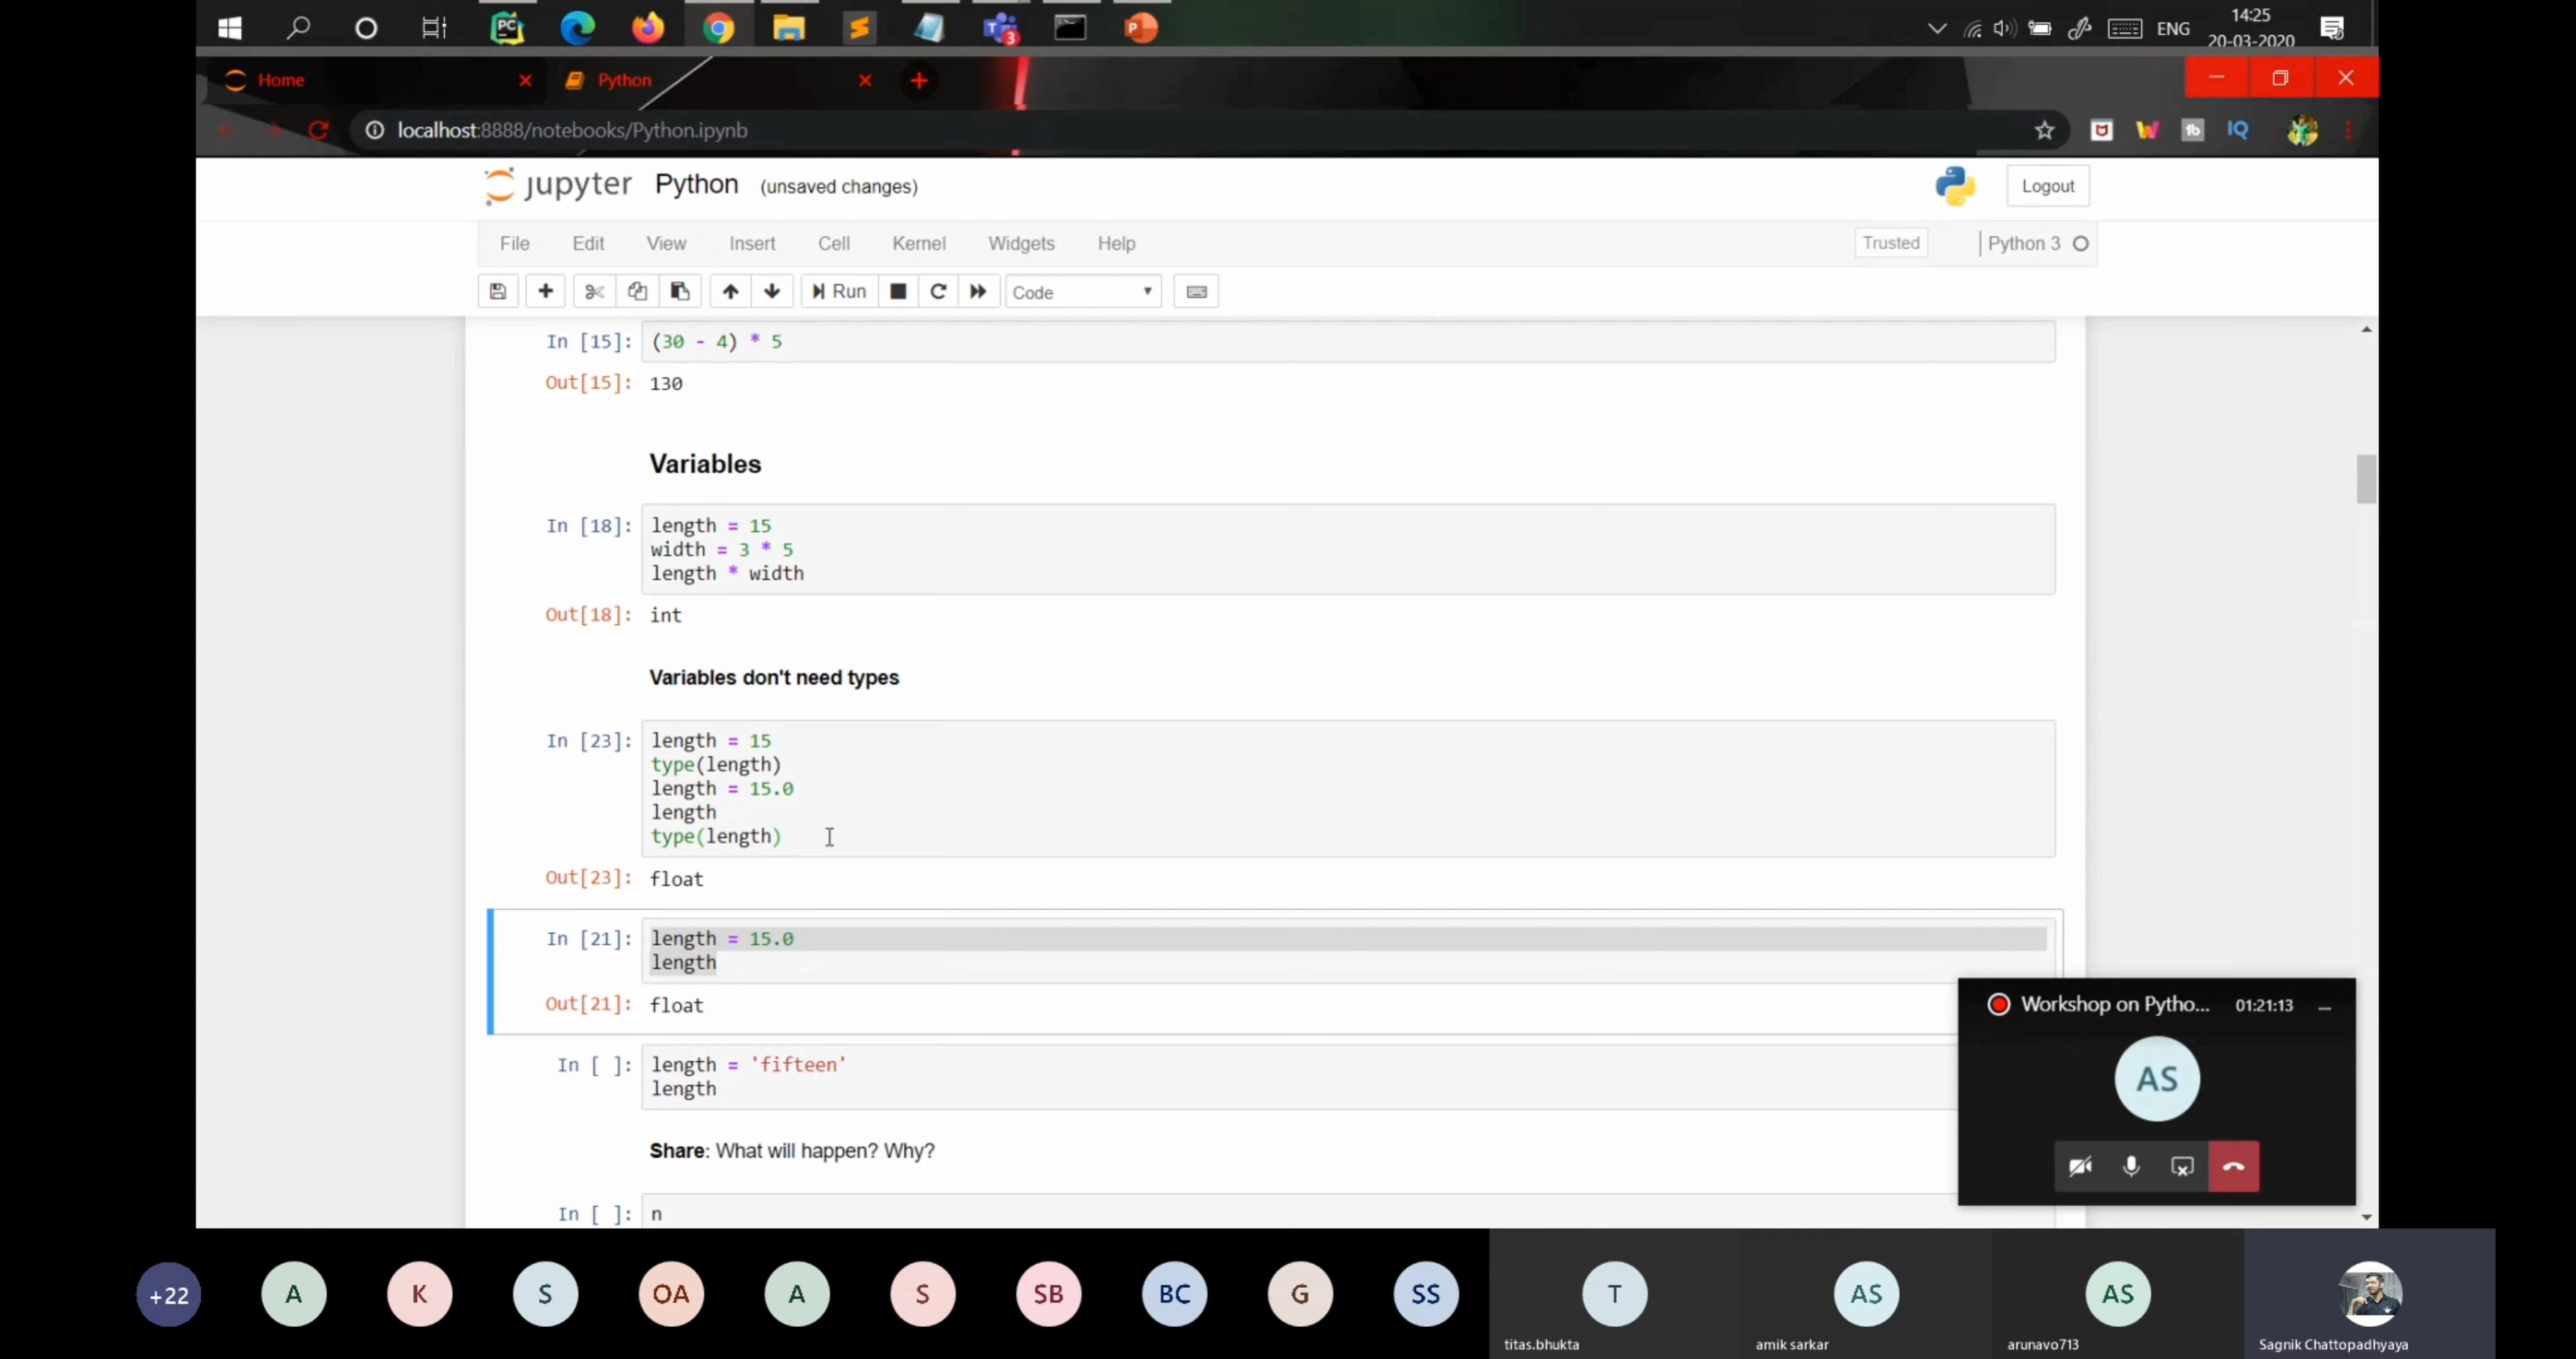 14:25
ENG
20-03-2020
3
Home
Python
localhost:8888/notebooks/Python.ipynb
IQ
jupyter Python (unsaved changes)
Logout
File Edit View Insert Cell Kernel Widgets Help
Trusted
Python 3
Run
Code
In [15]: (30 - 4) * 5
Out[15]: 130
Variables
In [18]: length = 15
width = 3 * 5
length * width
Out[18]: int
Variables don't need types
In [23]: length = 15
type(length)
length = 15.0
length
type(length)
Out[23]: float
In [21]: length = 15.0
length
Out[21]: float
In [ ]: length = 'fifteen'
length
Share: What will happen? Why?
In [ ]: n
Workshop on Pytho... 01:21:13
AS
+22
A
K
S
OA
A
S
SB
BC
G
SS
T
AS
AS
titas.bhukta
amik sarkar
arunavo713
Sagnik Chattopadhyaya